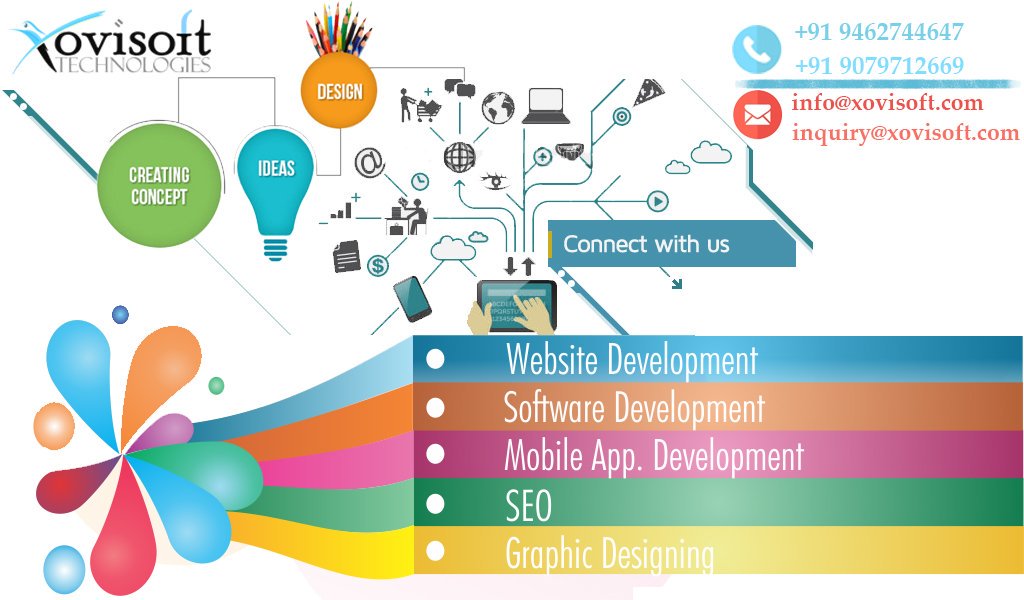 Xovisoft
TECHNOLOGIES
+91 9462744647
+91 9079712669
info@xovisoft.com
inquiry@xovisoft.com
DESIGN
IDEAS
CREATING
CONCEPT
Connect with us
Website Development
Software Development
Mobile App. Development
SEO
Graphic Designing